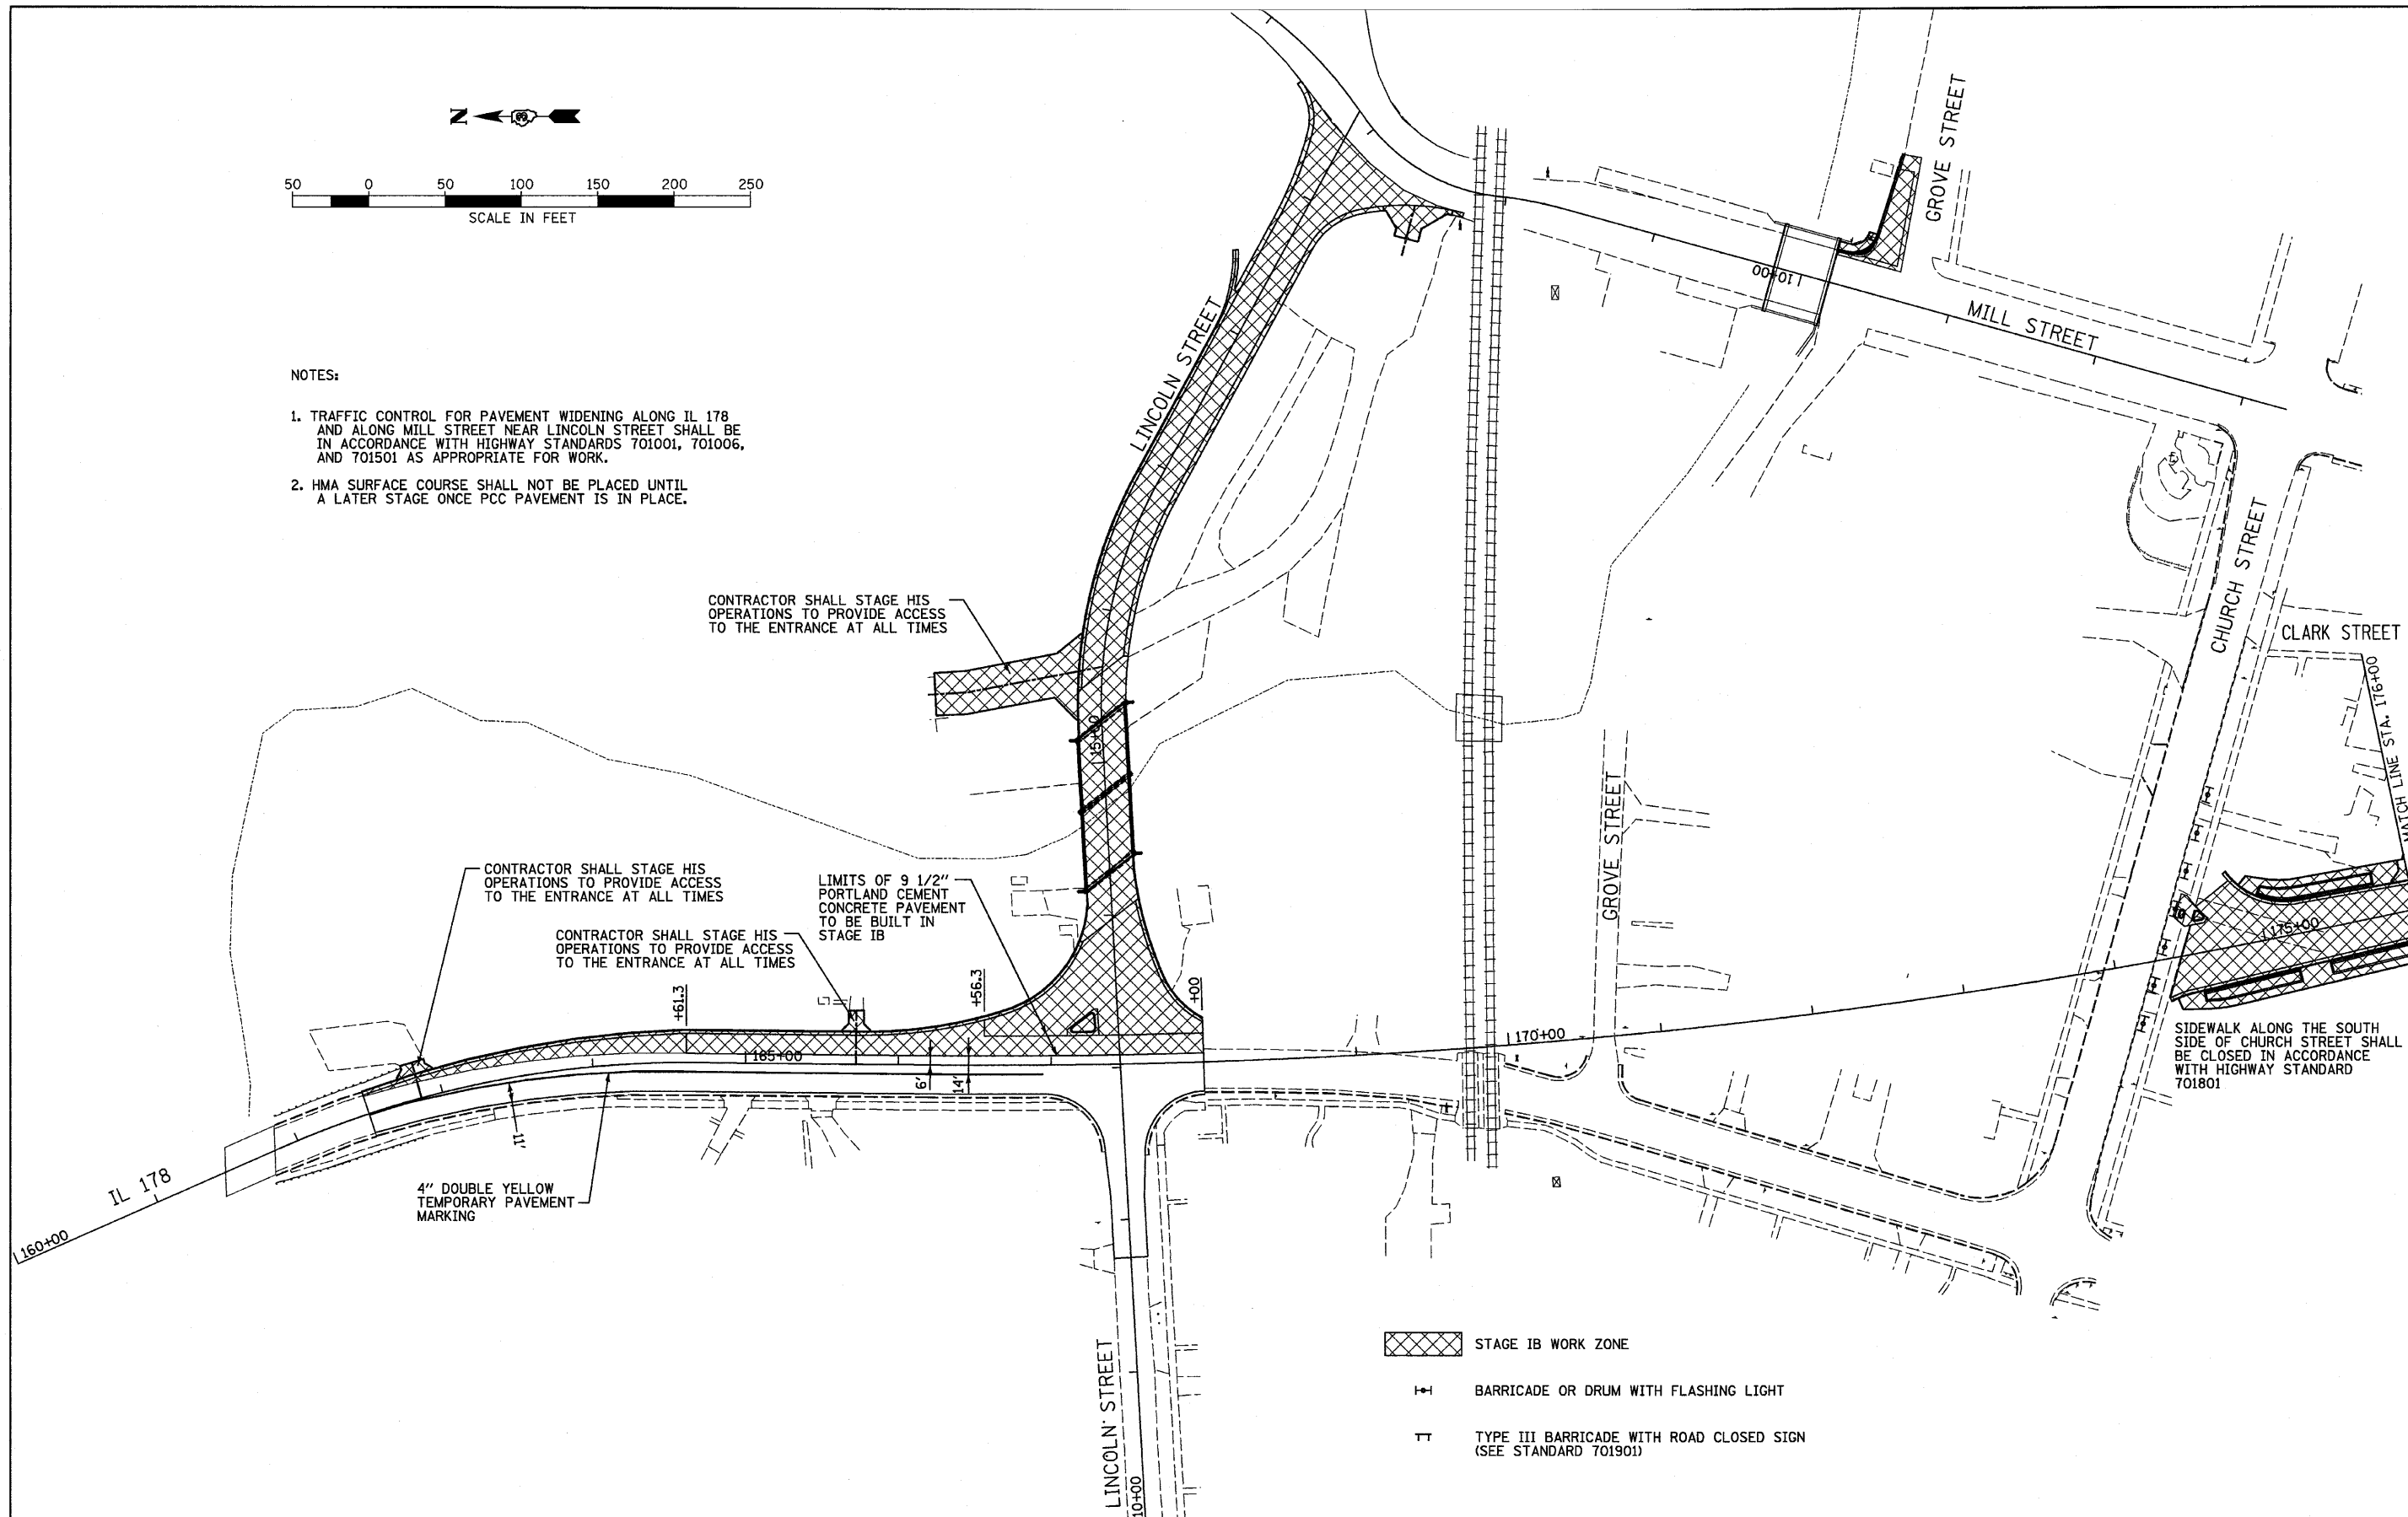 N
50 0 50 100 150 200 250
SCALE IN FEET
NOTES:
1. TRAFFIC CONTROL FOR PAVEMENT WIDENING ALONG IL 178
AND ALONG MILL STREET NEAR LINCOLN STREET SHALL BE
IN ACCORDANCE WITH HIGHWAY STANDARDS 701001, 701006,
AND 701501 AS APPROPRIATE FOR WORK.
2. HMA SURFACE COURSE SHALL NOT BE PLACED UNTIL
A LATER STAGE ONCE PCC PAVEMENT IS IN PLACE.
GROVE STREET
10+00
MILL STREET
LINCOLN STREET
CHURCH STREET
CLARK STREET
MATCH LINE STA. 176+00
CONTRACTOR SHALL STAGE HIS
OPERATIONS TO PROVIDE ACCESS
TO THE ENTRANCE AT ALL TIMES
15+00
CONTRACTOR SHALL STAGE HIS
OPERATIONS TO PROVIDE ACCESS
TO THE ENTRANCE AT ALL TIMES
LIMITS OF 9 1/2"
PORTLAND CEMENT
CONCRETE PAVEMENT
TO BE BUILT IN
STAGE IB
CONTRACTOR SHALL STAGE HIS
OPERATIONS TO PROVIDE ACCESS
TO THE ENTRANCE AT ALL TIMES
GROVE STREET
175+00
+61.3
+56.3
+00
165+00
170+00
6'
14'
11'
SIDEWALK ALONG THE SOUTH
SIDE OF CHURCH STREET SHALL
BE CLOSED IN ACCORDANCE
WITH HIGHWAY STANDARD
701801
IL 178
160+00
4" DOUBLE YELLOW
TEMPORARY PAVEMENT
MARKING
LINCOLN STREET
10+00
STAGE IB WORK ZONE
BARRICADE OR DRUM WITH FLASHING LIGHT
TYPE III BARRICADE WITH ROAD CLOSED SIGN
(SEE STANDARD 701901)